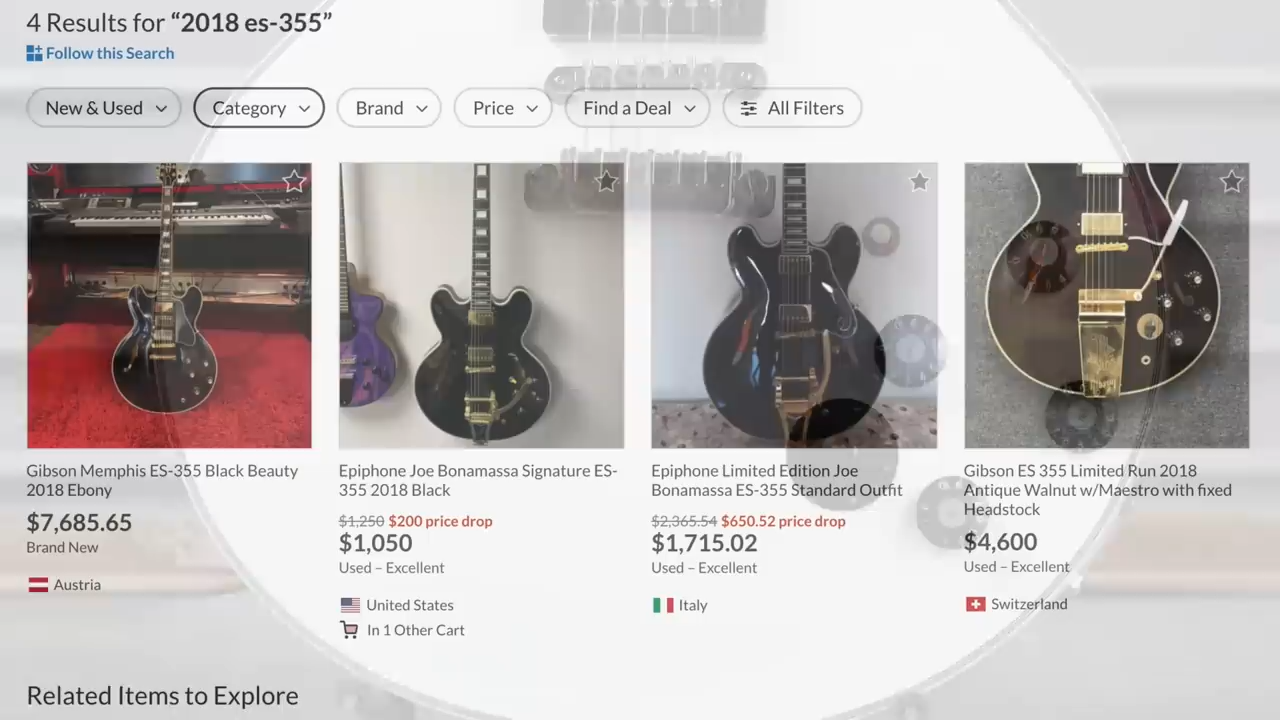 4 Results for “2018 es-355”
Follow this Search
New & Used
Category
Brand
Price
Find a Deal
All Filters
Gibson Memphis ES-355 Black Beauty
2018 Ebony
$7,685.65
Brand New
Austria
Epiphone Joe Bonamassa Signature ES-
355 2018 Black
$1,250 $200 price drop
$1,050
Used – Excellent
United States
In 1 Other Cart
Epiphone Limited Edition Joe
Bonamassa ES-355 Standard Outfit
$2,365.54 $650.52 price drop
$1,715.02
Used – Excellent
Italy
Gibson ES 355 Limited Run 2018
Antique Walnut w/Maestro with fixed
Headstock
$4,600
Used – Excellent
Switzerland
Related Items to Explore